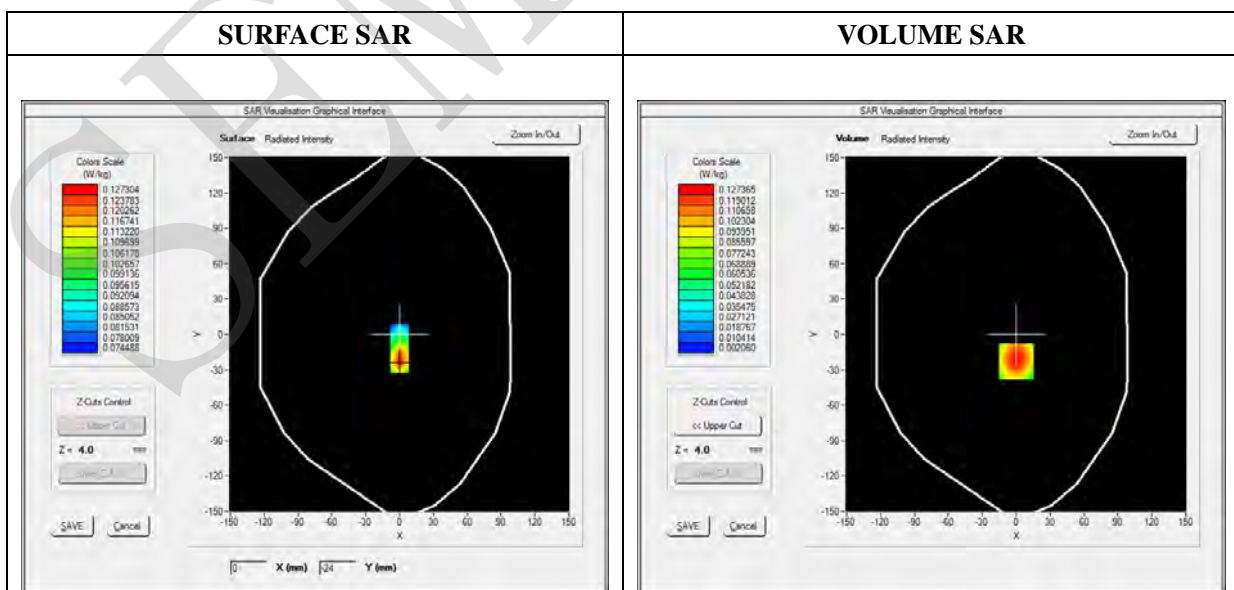 SURFACE SAR
VOLUME SAR
SAR Visualisation Graphical Interface
Surface Radiated Intensity
Zoom In/Out
Colors Scale
(W/kg)
0.127304
0.123783
0.120262
0.116741
0.113220
0.109699
0.106178
0.102657
0.099136
0.095615
0.092094
0.088573
0.085052
0.081531
0.078009
0.074488
150
120
90
60
30
0
-30
-60
-90
-120
-150
Y
-150 -120 -90 -60 -30 0 30 60 90 120 150
X
Z-Cuts Control
<< Upper Cut
Z = 4.0 mm
SAVE Cancel
0 X (mm) -24 Y (mm)
SAR Visualisation Graphical Interface
Volume Radiated Intensity
Zoom In/Out
Colors Scale
(W/kg)
0.127365
0.119012
0.110658
0.102304
0.093951
0.085597
0.077243
0.068889
0.060536
0.052182
0.043828
0.035475
0.027121
0.018767
0.010414
0.002060
150
120
90
60
30
0
-30
-60
-90
-120
-150
Y
-150 -120 -90 -60 -30 0 30 60 90 120 150
X
Z-Cuts Control
<< Upper Cut
Z = 4.0 mm
SAVE Cancel